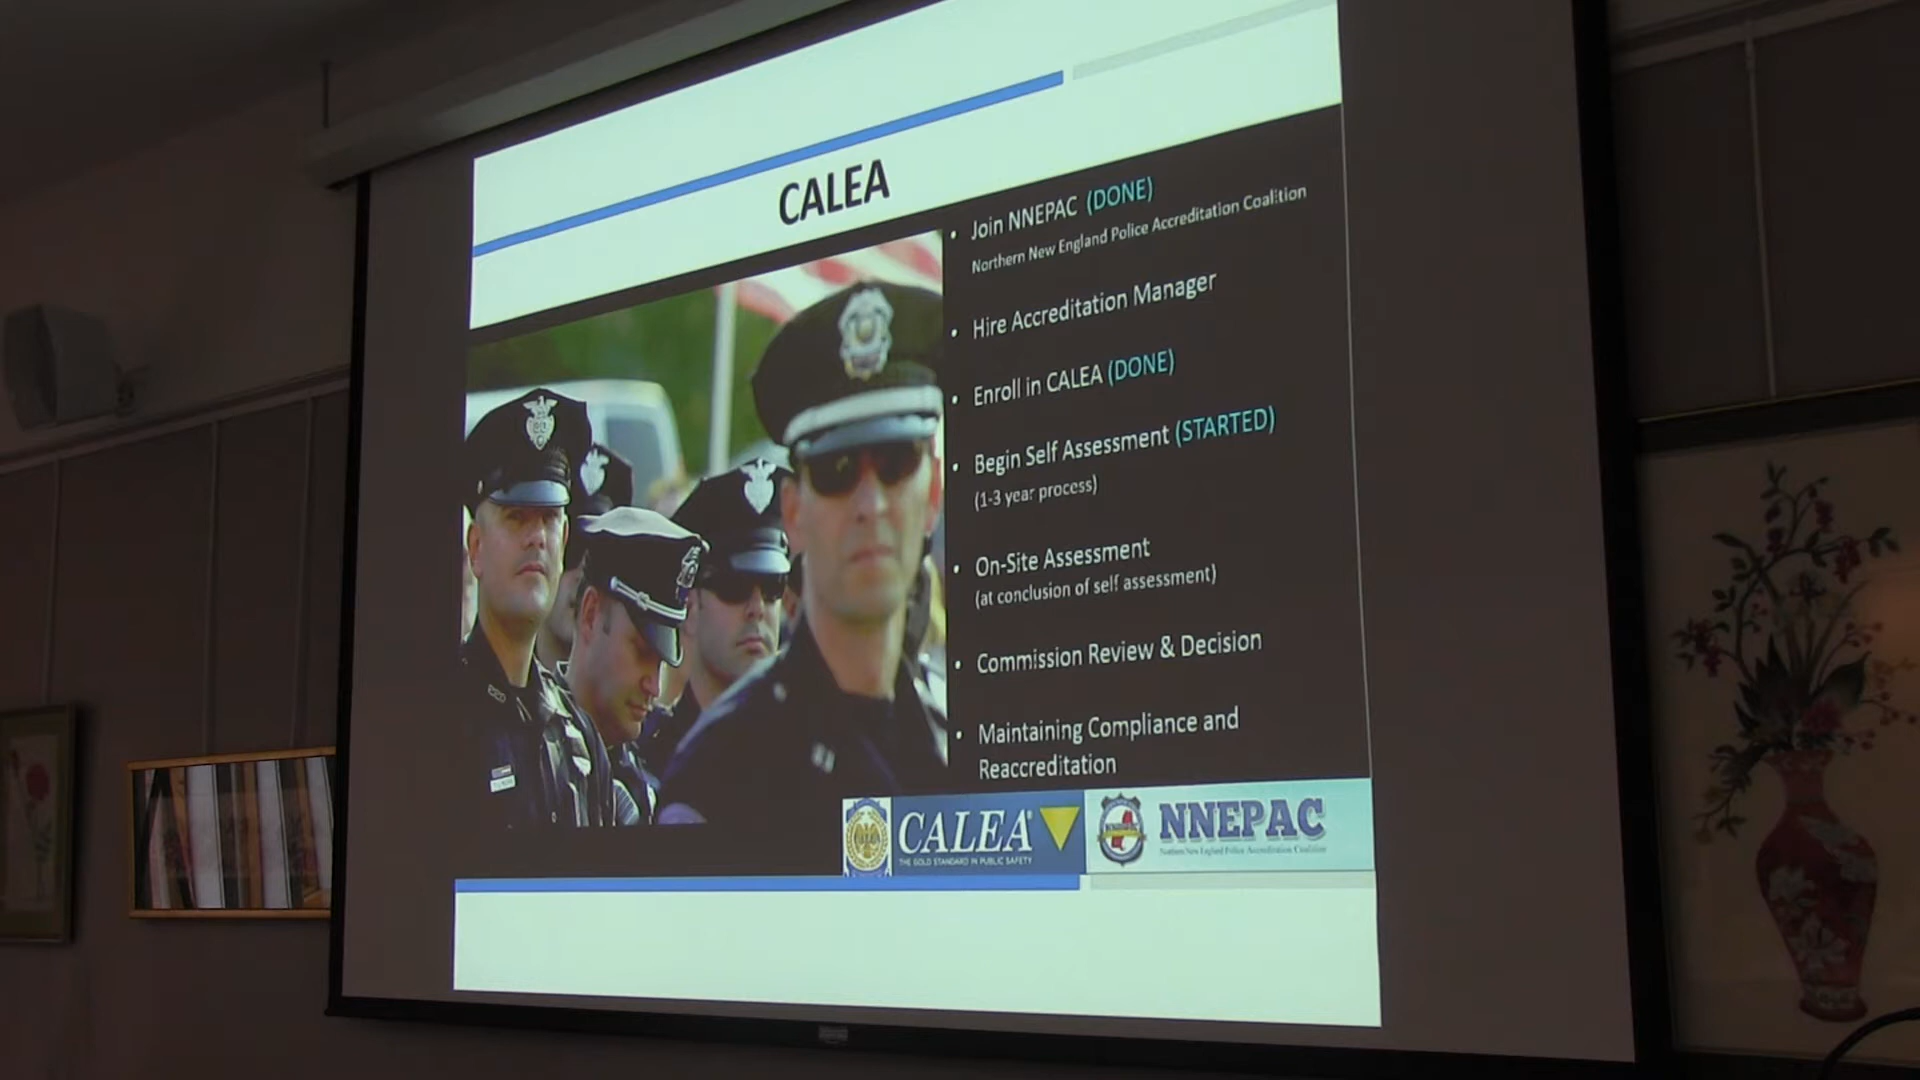 CALEA
• Join NNEPAC (DONE)
Northern New England Police Accreditation Coalition
• Hire Accreditation Manager
• Enroll in CALEA (DONE)
• Begin Self Assessment (STARTED)
(1-3 year process)
• On-Site Assessment
(at conclusion of self assessment)
• Commission Review & Decision
• Maintaining Compliance and
Reaccreditation
CALEA®
THE GOLD STANDARD IN PUBLIC SAFETY
NNEPAC
Northern New England Police Accreditation Coalition